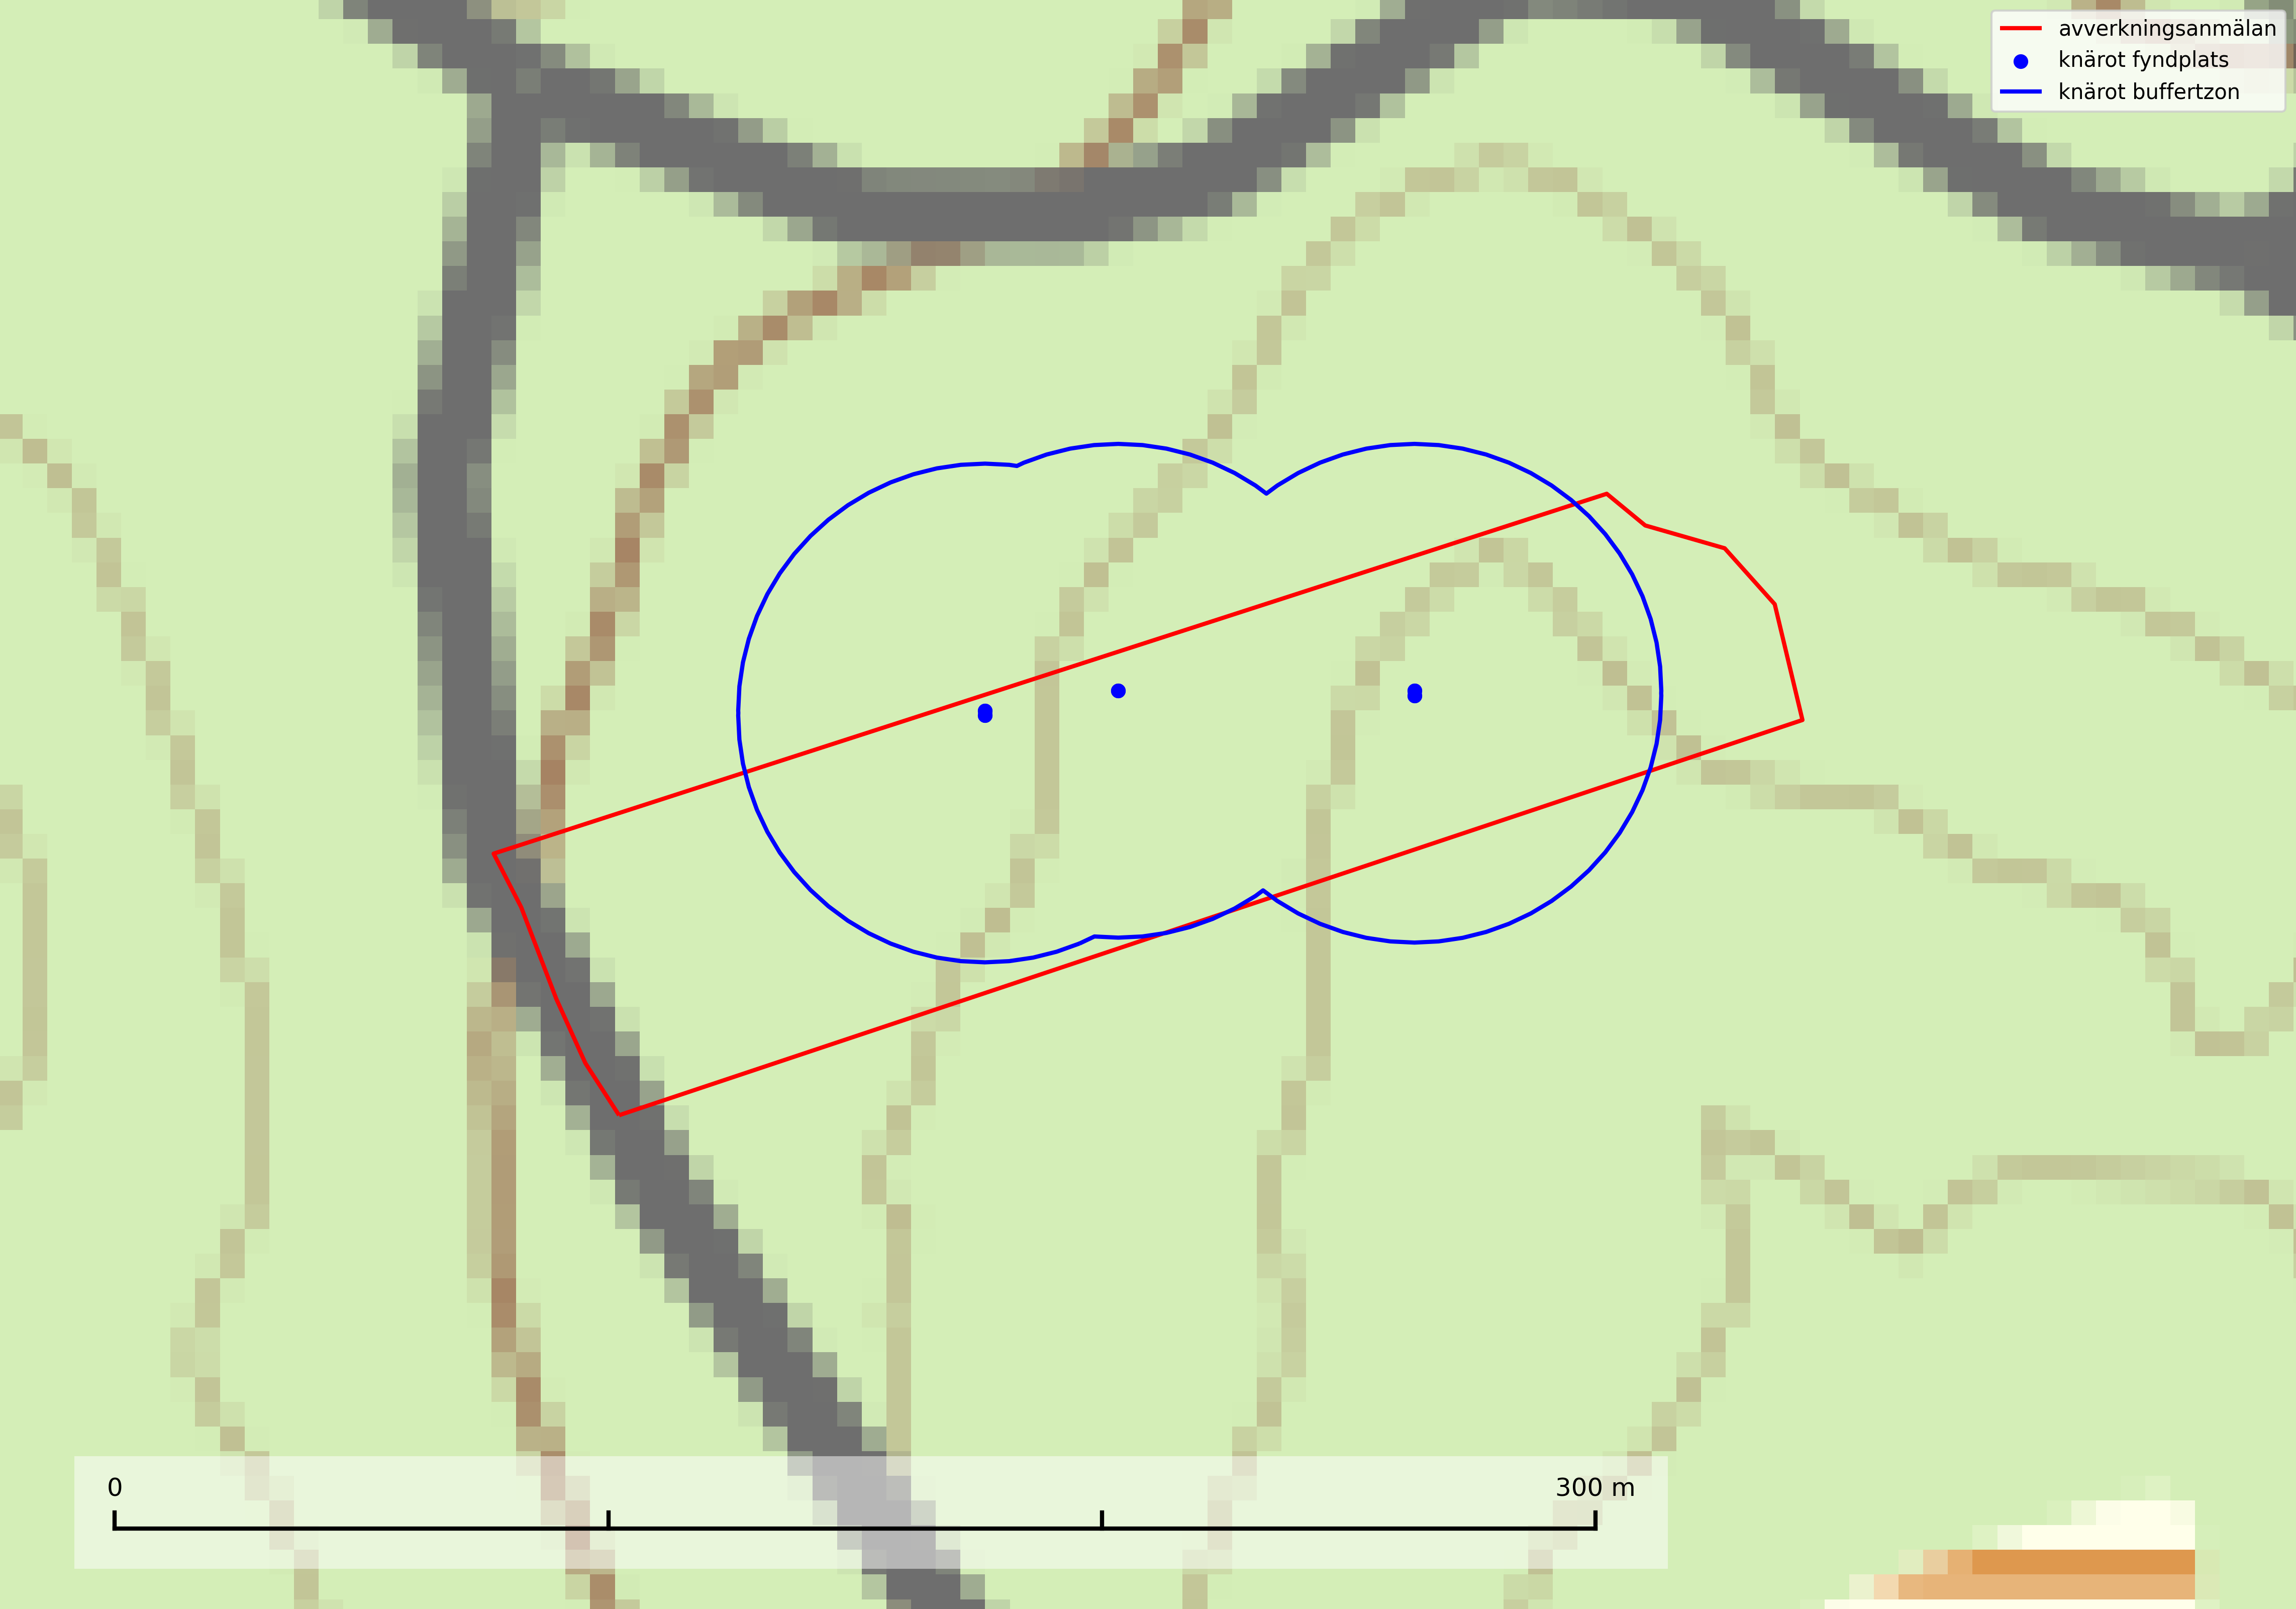 avverkningsanmälan
knärot fyndplats
knärot buffertzon
0
300 m